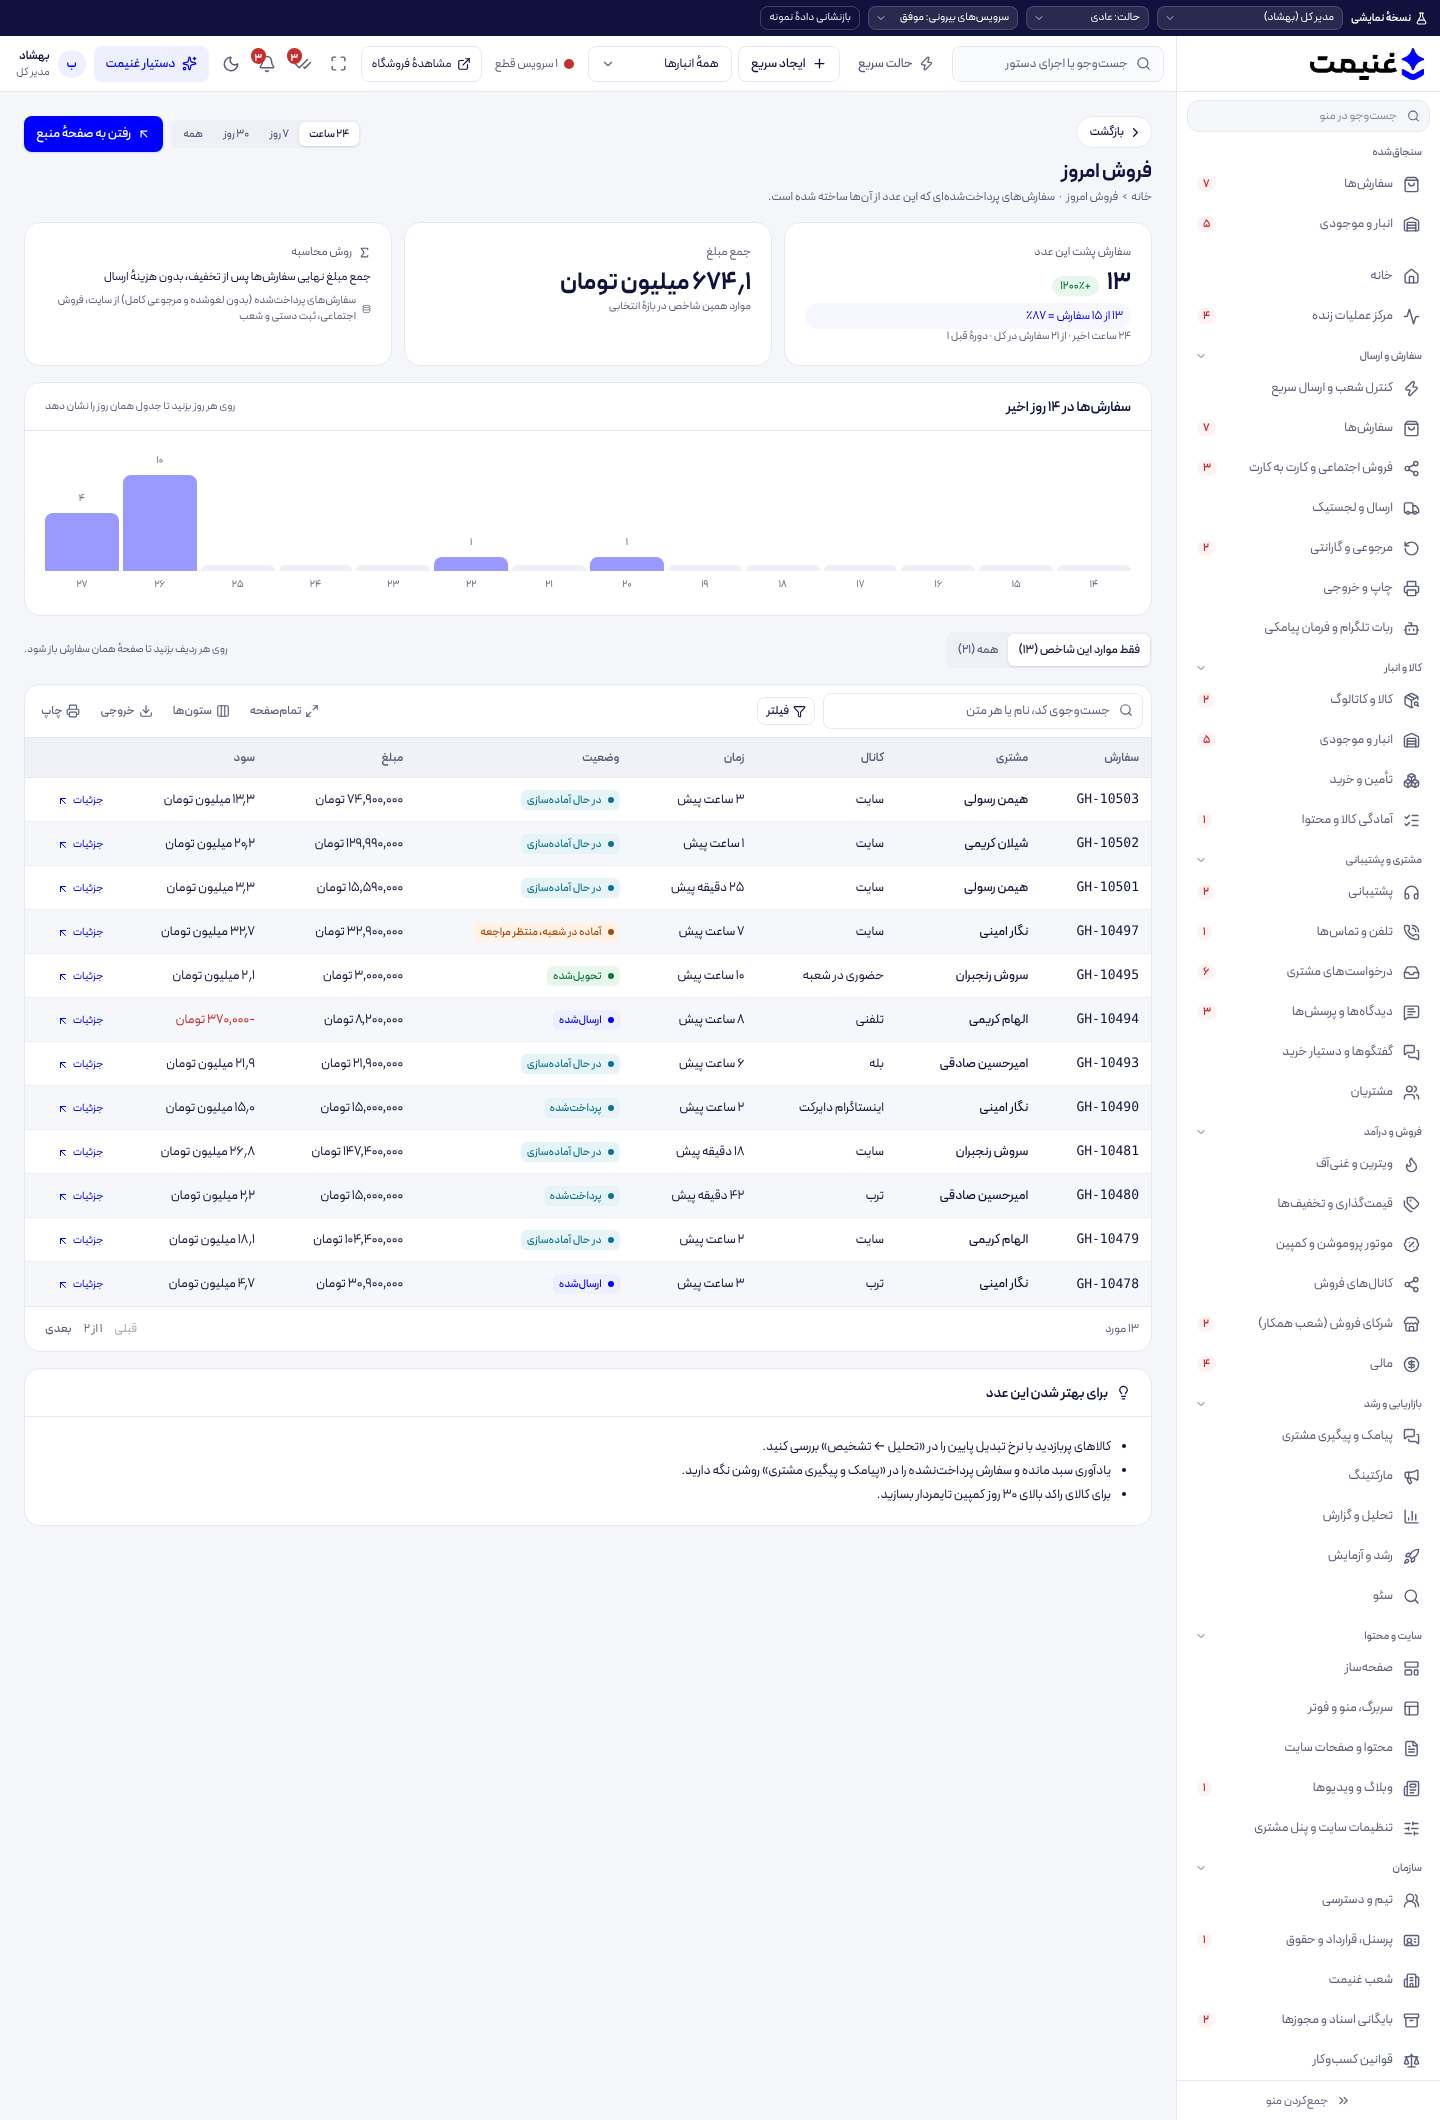 نسخهٔ نمایشی
مدیر کل (بهشاد)
حالت: عادی
سرویس‌های بیرونی: موفق
بازنشانی دادهٔ نمونه
غنیمت
جست‌وجو یا اجرای دستور
حالت سریع
ایجاد سریع
همهٔ انبارها
۱ سرویس قطع
مشاهدهٔ فروشگاه
۳
۳
دستیار غنیمت
ب
بهشاد
مدیر کل
جست‌وجو در منو
سنجاق‌شده
سفارش‌ها ۷
انبار و موجودی ۵
خانه
مرکز عملیات زنده ۴
سفارش و ارسال
کنترل شعب و ارسال سریع
سفارش‌ها ۷
فروش اجتماعی و کارت به کارت ۳
ارسال و لجستیک
مرجوعی و گارانتی ۲
چاپ و خروجی
ربات تلگرام و فرمان پیامکی
کالا و انبار
کالا و کاتالوگ ۲
انبار و موجودی ۵
تأمین و خرید
آمادگی کالا و محتوا ۱
مشتری و پشتیبانی
پشتیبانی ۲
تلفن و تماس‌ها ۱
درخواست‌های مشتری ۶
دیدگاه‌ها و پرسش‌ها ۳
گفتگوها و دستیار خرید
مشتریان
فروش و درآمد
ویترین و غنی‌آف
قیمت‌گذاری و تخفیف‌ها
موتور پروموشن و کمپین
کانال‌های فروش
شرکای فروش (شعب همکار) ۲
مالی ۴
بازاریابی و رشد
پیامک و پیگیری مشتری
مارکتینگ
تحلیل و گزارش
رشد و آزمایش
سئو
سایت و محتوا
صفحه‌ساز
سربرگ، منو و فوتر
محتوا و صفحات سایت
وبلاگ و ویدیوها ۱
تنظیمات سایت و پنل مشتری
سازمان
تیم و دسترسی
پرسنل، قرارداد و حقوق ۱
شعب غنیمت
بایگانی اسناد و مجوزها ۲
قوانین کسب‌وکار
جمع‌کردن منو
بازگشت
۲۴ ساعت
۷ روز
۳۰ روز
همه
رفتن به صفحهٔ منبع
فروش امروز
خانه › فروش امروز · سفارش‌های پرداخت‌شده‌ای که این عدد از آن‌ها ساخته شده است.
سفارش پشت این عدد
۱۳ +۱۲۰۰٪
۱۳ از ۱۵ سفارش = ۸۷٪
۲۴ ساعت اخیر · از ۲۱ سفارش در کل · دورهٔ قبل ۱
جمع مبلغ
۶۷۴٫۱ میلیون تومان
موارد همین شاخص در بازهٔ انتخابی
روش محاسبه
جمع مبلغ نهایی سفارش‌ها پس از تخفیف، بدون هزینهٔ ارسال
سفارش‌های پرداخت‌شده (بدون لغوشده و مرجوعی کامل) از سایت، فروش
اجتماعی، ثبت دستی و شعب
سفارش‌ها در ۱۴ روز اخیر
روی هر روز بزنید تا جدول همان روز را نشان دهد
۱ ۱ ۱۰ ۴
۱۴ ۱۵ ۱۶ ۱۷ ۱۸ ۱۹ ۲۰ ۲۱ ۲۲ ۲۳ ۲۴ ۲۵ ۲۶ ۲۷
فقط موارد این شاخص (۱۳)
همه (۲۱)
روی هر ردیف بزنید تا صفحهٔ همان سفارش باز شود.
جست‌وجوی کد، نام یا هر متن
فیلتر
تمام‌صفحه
ستون‌ها
خروجی
چاپ
سفارش مشتری کانال زمان وضعیت مبلغ سود
GH-10503 هیمن رسولی سایت ۳ ساعت پیش در حال آماده‌سازی ۷۴,۹۰۰,۰۰۰ تومان ۱۳٫۳ میلیون تومان جزئیات
GH-10502 شیلان کریمی سایت ۱ ساعت پیش در حال آماده‌سازی ۱۲۹,۹۹۰,۰۰۰ تومان ۲۰٫۲ میلیون تومان جزئیات
GH-10501 هیمن رسولی سایت ۲۵ دقیقه پیش در حال آماده‌سازی ۱۵,۵۹۰,۰۰۰ تومان ۳٫۳ میلیون تومان جزئیات
GH-10497 نگار امینی سایت ۷ ساعت پیش آماده در شعبه، منتظر مراجعه ۳۲,۹۰۰,۰۰۰ تومان ۳۲٫۷ میلیون تومان جزئیات
GH-10495 سروش رنجبران حضوری در شعبه ۱۰ ساعت پیش تحویل‌شده ۳,۰۰۰,۰۰۰ تومان ۲٫۱ میلیون تومان جزئیات
GH-10494 الهام کریمی تلفنی ۸ ساعت پیش ارسال‌شده ۸,۲۰۰,۰۰۰ تومان -۳۷۰,۰۰۰ تومان جزئیات
GH-10493 امیرحسین صادقی بله ۶ ساعت پیش در حال آماده‌سازی ۲۱,۹۰۰,۰۰۰ تومان ۲۱٫۹ میلیون تومان جزئیات
GH-10490 نگار امینی اینستاگرام دایرکت ۲ ساعت پیش پرداخت‌شده ۱۵,۰۰۰,۰۰۰ تومان ۱۵٫۰ میلیون تومان جزئیات
GH-10481 سروش رنجبران سایت ۱۸ دقیقه پیش در حال آماده‌سازی ۱۴۷,۴۰۰,۰۰۰ تومان ۲۶٫۸ میلیون تومان جزئیات
GH-10480 امیرحسین صادقی ترب ۴۲ دقیقه پیش پرداخت‌شده ۱۵,۰۰۰,۰۰۰ تومان ۲٫۲ میلیون تومان جزئیات
GH-10479 الهام کریمی سایت ۲ ساعت پیش در حال آماده‌سازی ۱۰۴,۴۰۰,۰۰۰ تومان ۱۸٫۱ میلیون تومان جزئیات
GH-10478 نگار امینی ترب ۳ ساعت پیش ارسال‌شده ۳۰,۹۰۰,۰۰۰ تومان ۴٫۷ میلیون تومان جزئیات
۱۳ مورد
قبلی ۱ از ۲ بعدی
برای بهتر شدن این عدد
• کالاهای پربازدید با نرخ تبدیل پایین را در «تحلیل ← تشخیص» بررسی کنید.
• یادآوری سبد مانده و سفارش پرداخت‌نشده را در «پیامک و پیگیری مشتری» روشن نگه دارید.
• برای کالای راکد بالای ۳۰ روز کمپین تایمردار بسازید.